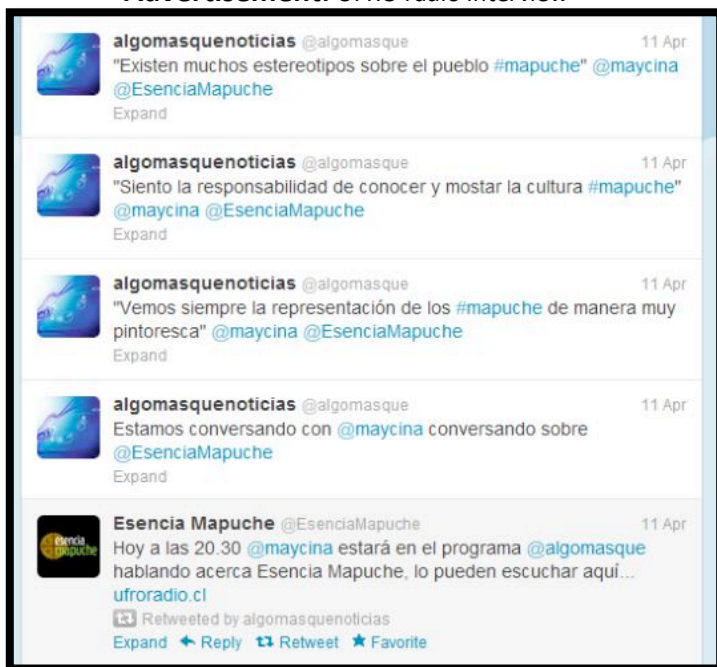 algomasquenoticias @algomasque 11 Apr
"Existen muchos estereotipos sobre el pueblo #mapuche" @maycina
@EsenciaMapuche
Expand
algomasquenoticias @algomasque 11 Apr
"Siento la responsabilidad de conocer y mostar la cultura #mapuche"
@maycina @EsenciaMapuche
Expand
algomasquenoticias @algomasque 11 Apr
"Vemos siempre la representación de los #mapuche de manera muy
pintoresca" @maycina @EsenciaMapuche
Expand
algomasquenoticias @algomasque 11 Apr
Estamos conversando con @maycina conversando sobre
@EsenciaMapuche
Expand
esencia
mapuche
Esencia Mapuche @EsenciaMapuche 11 Apr
Hoy a las 20.30 @maycina estará en el programa @algomasque
hablando acerca Esencia Mapuche, lo pueden escuchar aquí...
ufroradio.cl
Retweeted by algomasquenoticias
Expand Reply Retweet Favorite